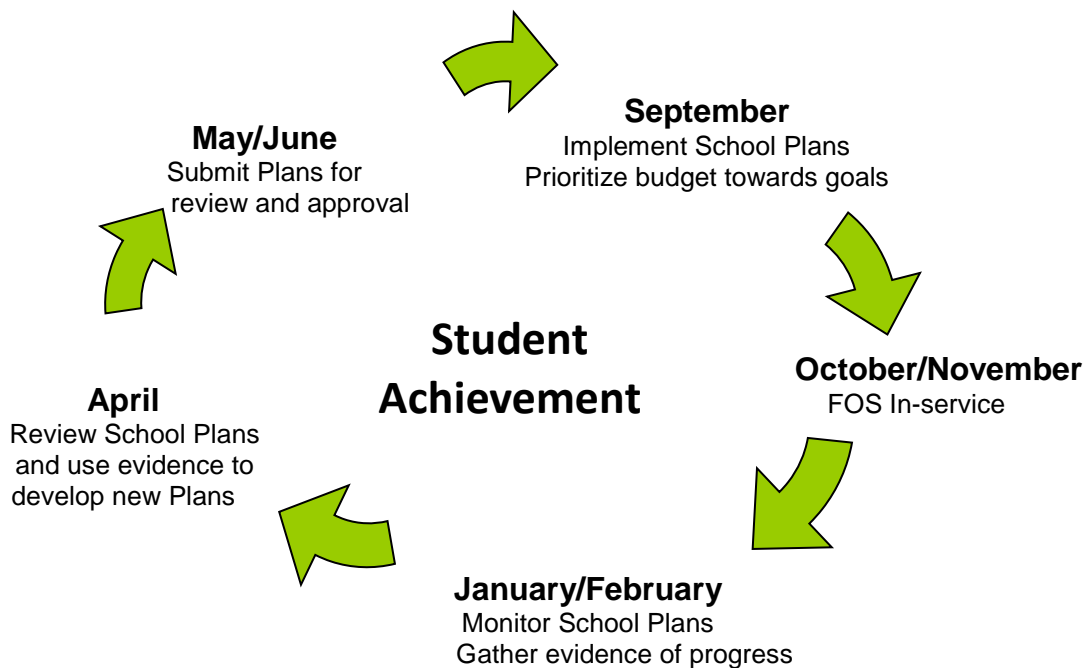 May/June
Submit Plans for
review and approval
September
Implement School Plans
Prioritize budget towards goals
Student
Achievement
October/November
FOS In-service
April
Review School Plans
and use evidence to
develop new Plans
January/February
Monitor School Plans
Gather evidence of progress